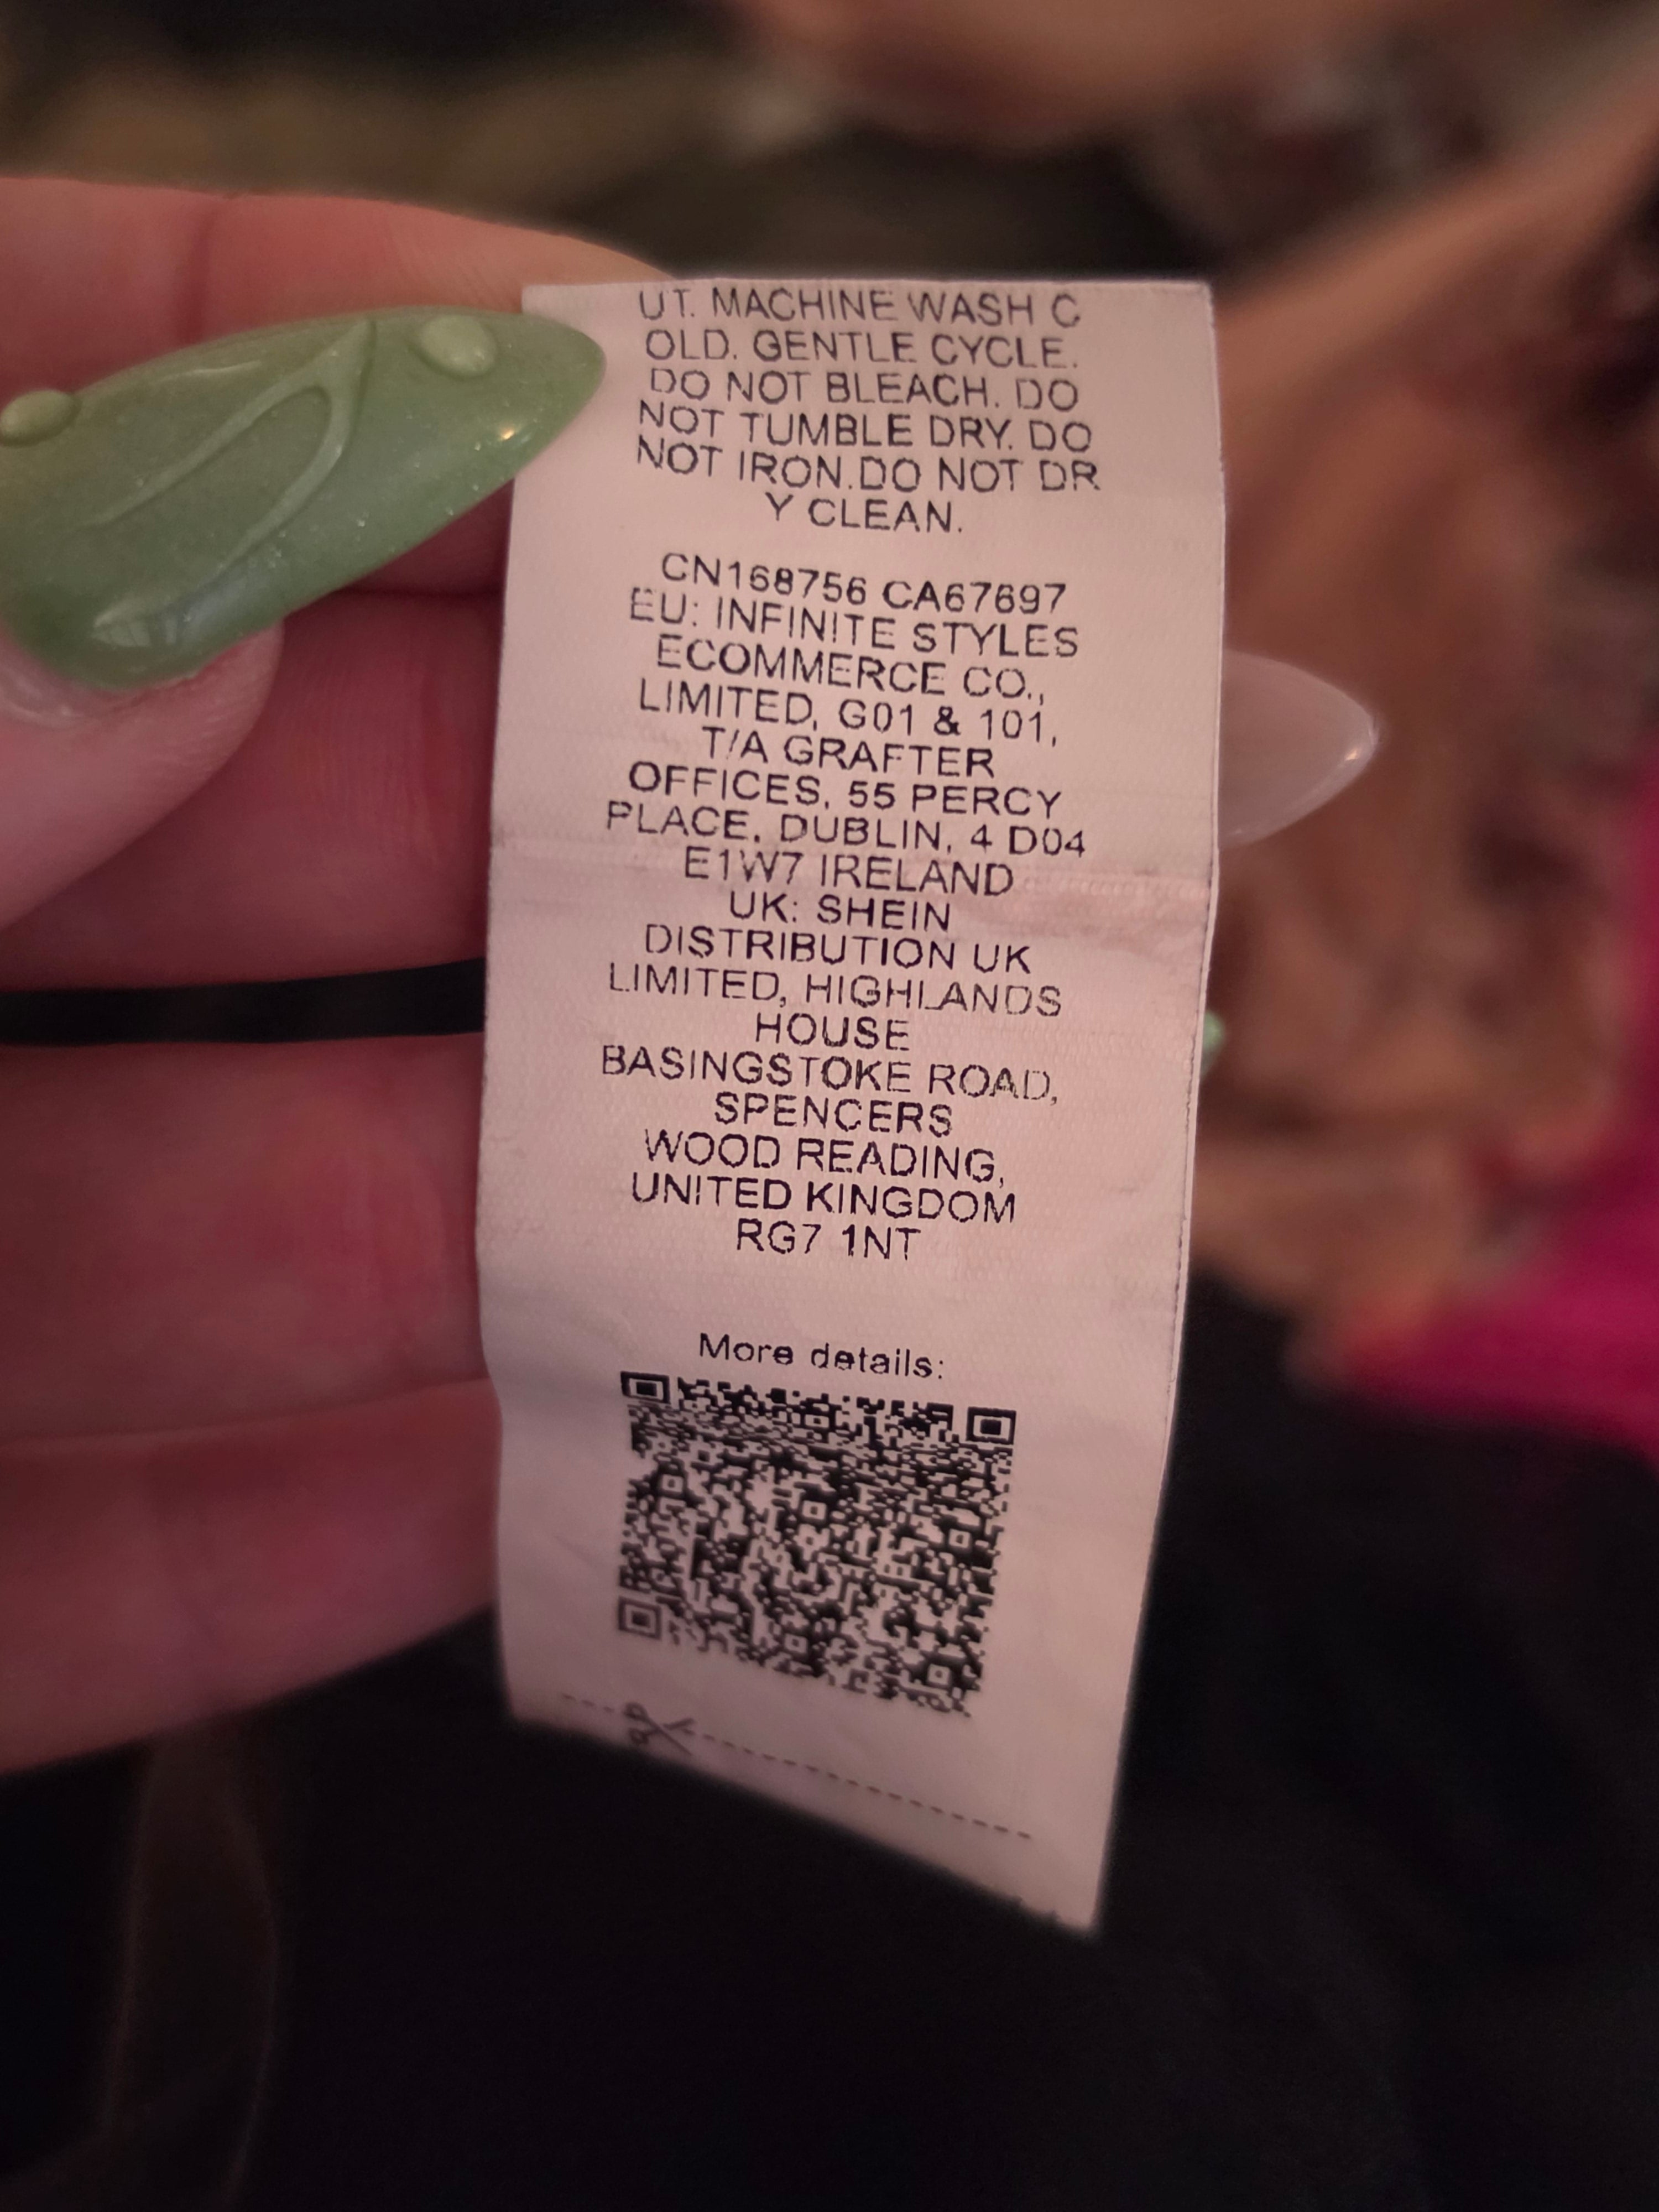 UT. MACHINE WASH C
OLD. GENTLE CYCLE.
DO NOT BLEACH. DO
NOT TUMBLE DRY. DO
NOT IRON.DO NOT DR
Y CLEAN.
CN168756 CA67697
EU: INFINITE STYLES
ECOMMERCE CO.,
LIMITED, G01 & 101,
T/A GRAFTER
OFFICES, 55 PERCY
PLACE, DUBLIN, 4 D04
E1W7 IRELAND
UK: SHEIN
DISTRIBUTION UK
LIMITED, HIGHLANDS
HOUSE
BASINGSTOKE ROAD,
SPENCERS
WOOD READING,
UNITED KINGDOM
RG7 1NT
More details: